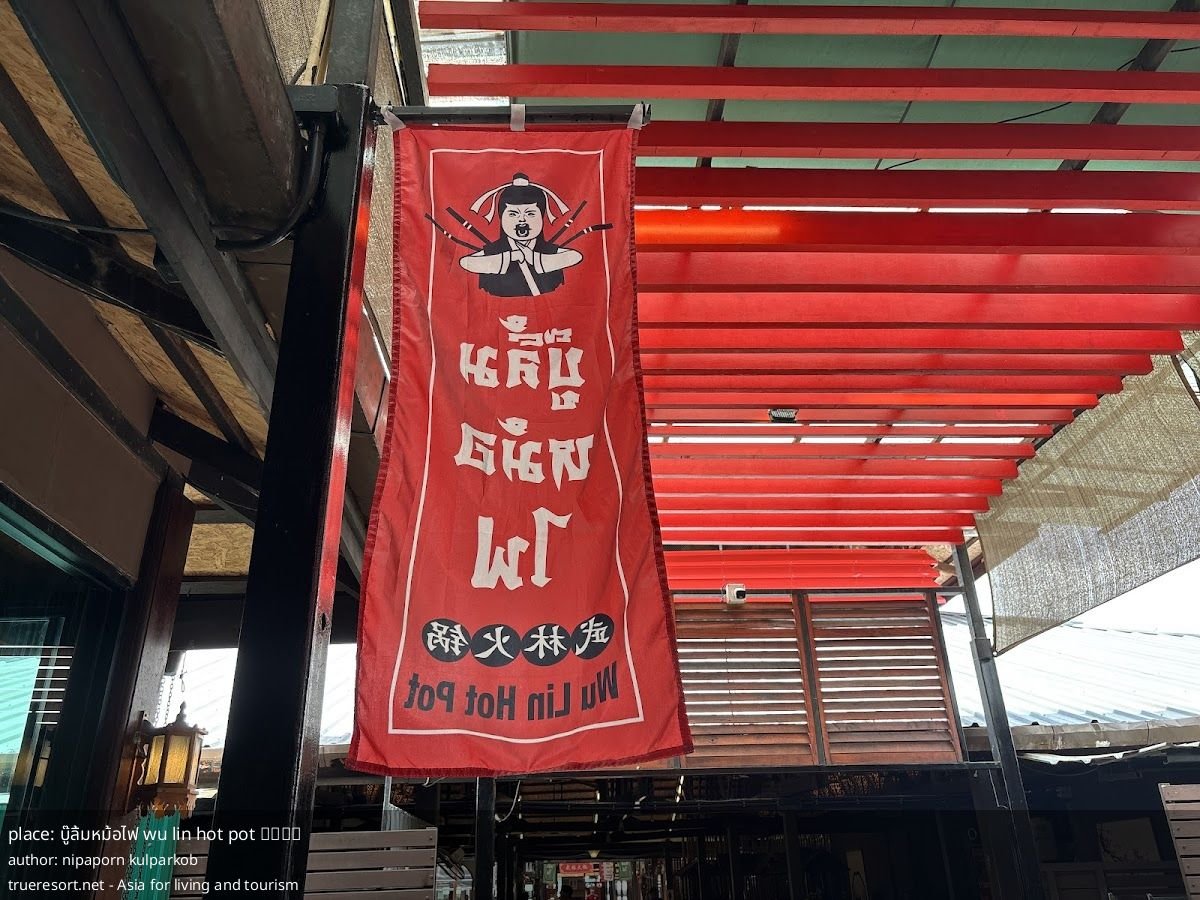 บู๊ลิ้ม
หม้อ
ไฟ
武林火锅
Wu Lin Hot Pot
place: บู๊ลิ้มหม้อไฟ wu lin hot pot
author: nipaporn kulparkob
trueresort.net - Asia for living and tourism